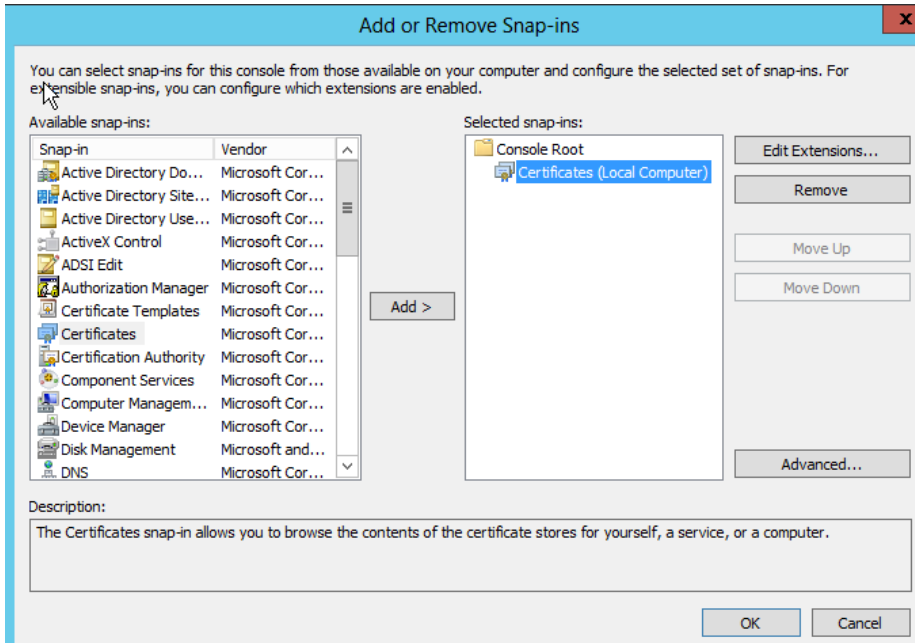 Add or Remove Snap-ins
x
You can select snap-ins for this console from those available on your computer and configure the selected set of snap-ins. For
extensible snap-ins, you can configure which extensions are enabled.
Available snap-ins:
Snap-in Vendor
Active Directory Do... Microsoft Cor...
Active Directory Site... Microsoft Cor...
Active Directory Use... Microsoft Cor...
ActiveX Control Microsoft Cor...
ADSI Edit Microsoft Cor...
Authorization Manager Microsoft Cor...
Certificate Templates Microsoft Cor...
Certificates Microsoft Cor...
Certification Authority Microsoft Cor...
Component Services Microsoft Cor...
Computer Managem... Microsoft Cor...
Device Manager Microsoft Cor...
Disk Management Microsoft and...
DNS Microsoft Cor...
Add >
Selected snap-ins:
Console Root
Certificates (Local Computer)
Edit Extensions...
Remove
Move Up
Move Down
Advanced...
Description:
The Certificates snap-in allows you to browse the contents of the certificate stores for yourself, a service, or a computer.
OK
Cancel